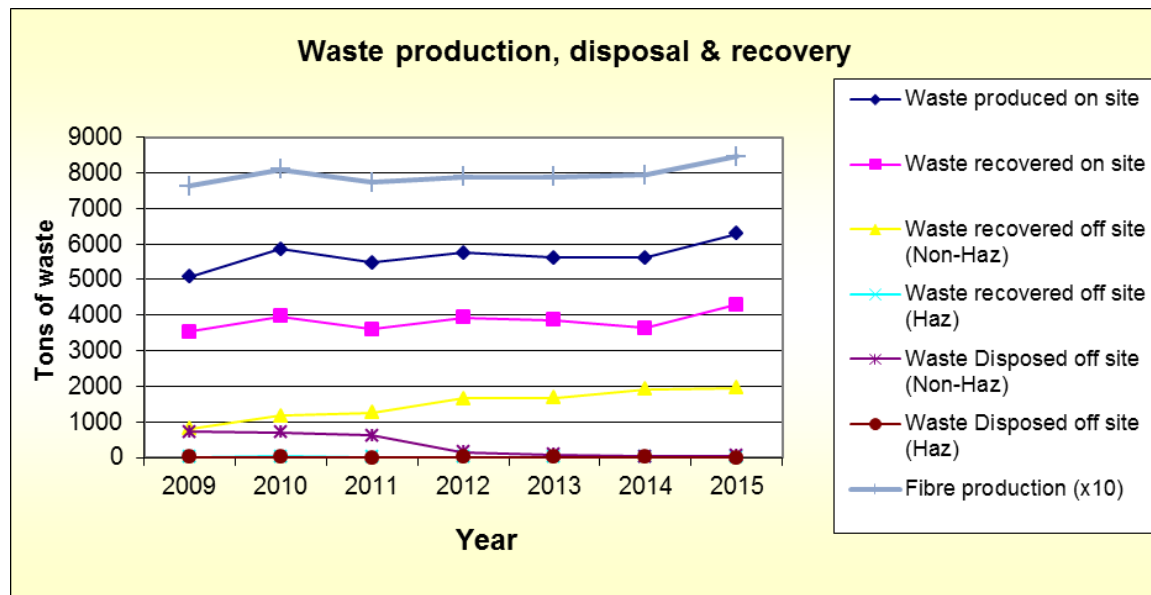 Waste production, disposal & recovery
Tons of waste
9000
8000
7000
6000
5000
4000
3000
2000
1000
0
2009 2010 2011 2012 2013 2014 2015
Year
Waste produced on site
Waste recovered on site
Waste recovered off site
(Non-Haz)
Waste recovered off site
(Haz)
Waste Disposed off site
(Non-Haz)
Waste Disposed off site
(Haz)
Fibre production (x10)